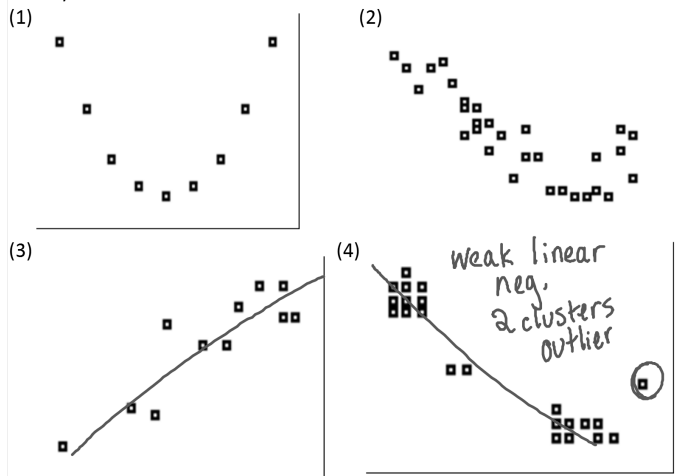 (1)
(2)
(3)
(4)
weak linear
neg.
2 clusters
outlier